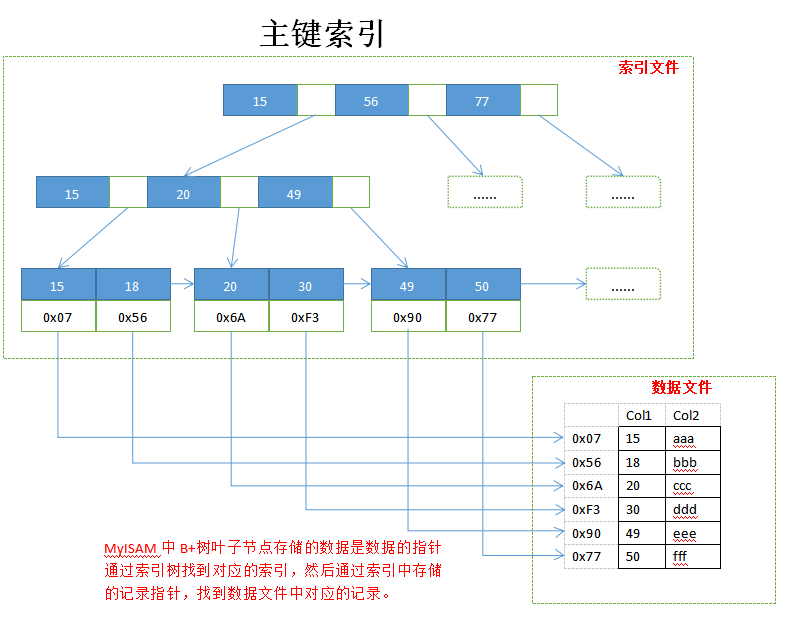 主键索引
索引文件
15 56 77
15 20 49
...... ......
15 18 20 30 49 50 ......
0x07 0x56 0x6A 0xF3 0x90 0x77
数据文件
Col1 Col2
0x07 15 aaa
0x56 18 bbb
0x6A 20 ccc
0xF3 30 ddd
0x90 49 eee
0x77 50 fff
MyISAM 中 B+树叶子节点存储的数据是数据的指针
通过索引树找到对应的索引，然后通过索引中存储
的记录指针，找到数据文件中对应的记录。